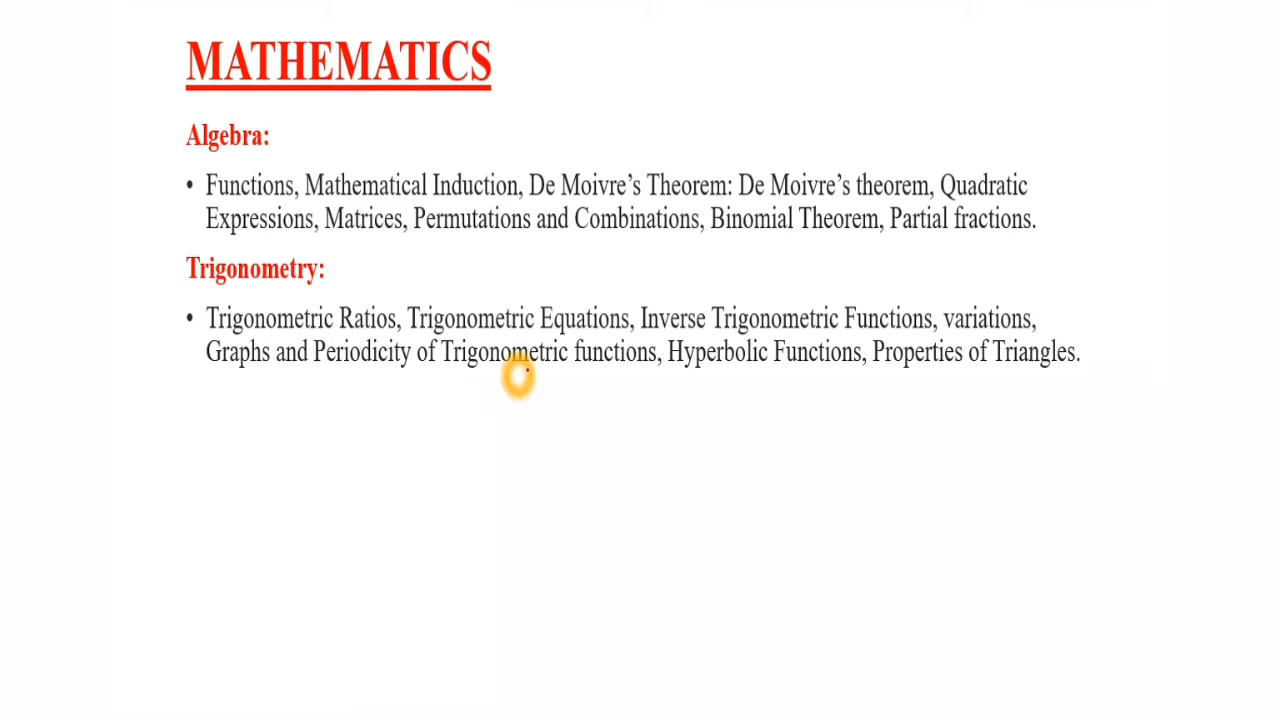 MATHEMATICS
Algebra:
• Functions, Mathematical Induction, De Moivre’s Theorem: De Moivre’s theorem, Quadratic
Expressions, Matrices, Permutations and Combinations, Binomial Theorem, Partial fractions.
Trigonometry:
• Trigonometric Ratios, Trigonometric Equations, Inverse Trigonometric Functions, variations,
Graphs and Periodicity of Trigonometric functions, Hyperbolic Functions, Properties of Triangles.